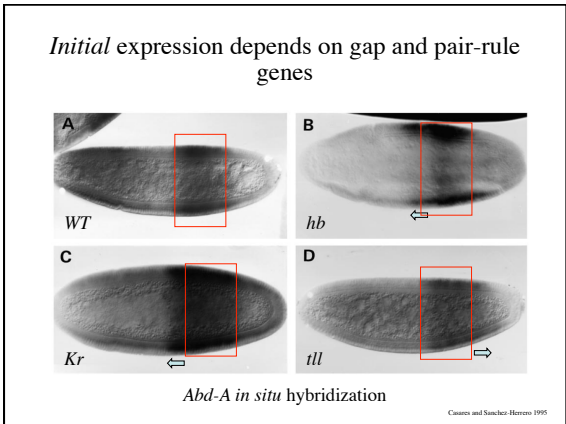 Initial expression depends on gap and pair-rule
genes
A
WT
B
hb
C
Kr
D
tll
Abd-A in situ hybridization
Casares and Sanchez-Herrero 1995